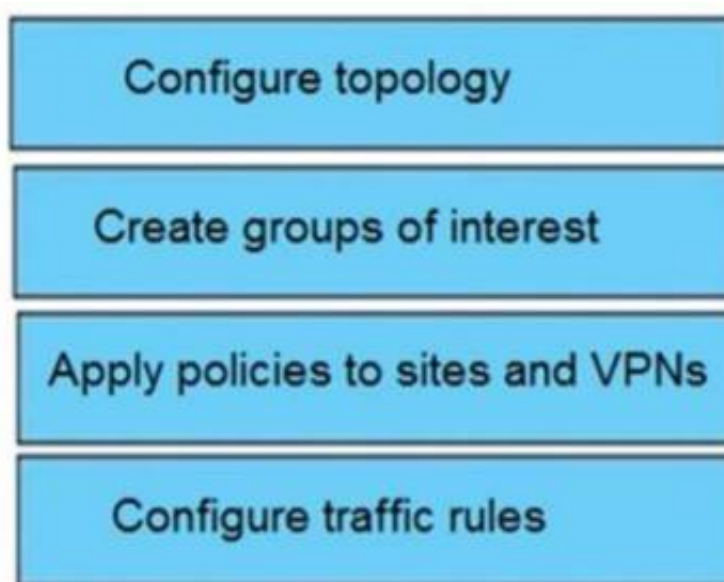 Configure topology
Create groups of interest
Apply policies to sites and VPNs
Configure traffic rules